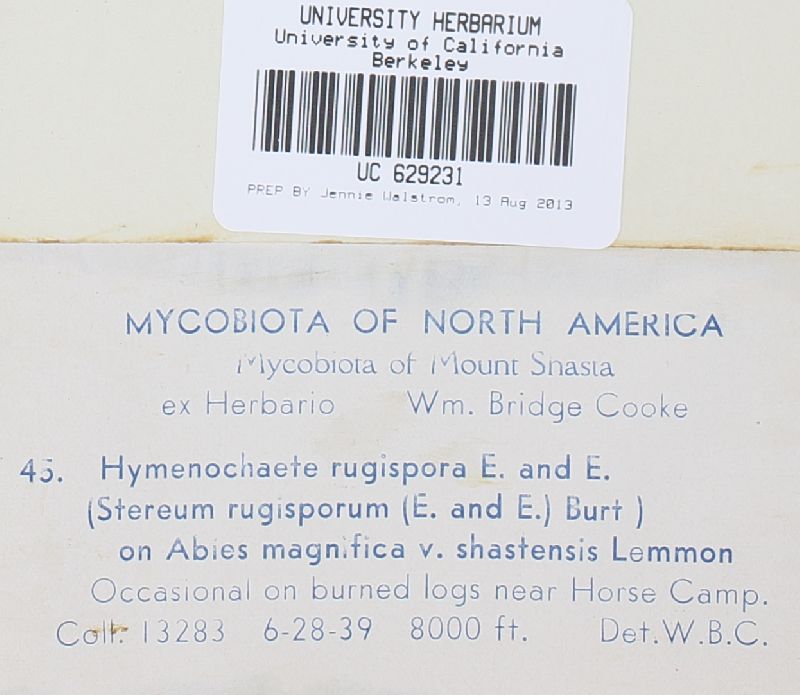 UNIVERSITY HERBARIUM
University of California
Berkeley
UC 629231
PREP BY Jennie Walstrom, 13 Aug 2013
MYCOBIOTA OF NORTH AMERICA
Mycobiota of Mount Shasta
ex Herbario Wm. Bridge Cooke
45. Hymenochaete rugispora E. and E.
(Stereum rugisporum (E. and E.) Burt )
on Abies magnifica v. shastensis Lemmon
Occasional on burned logs near Horse Camp.
Coll. 13283 6-28-39 8000 ft. Det.W.B.C.